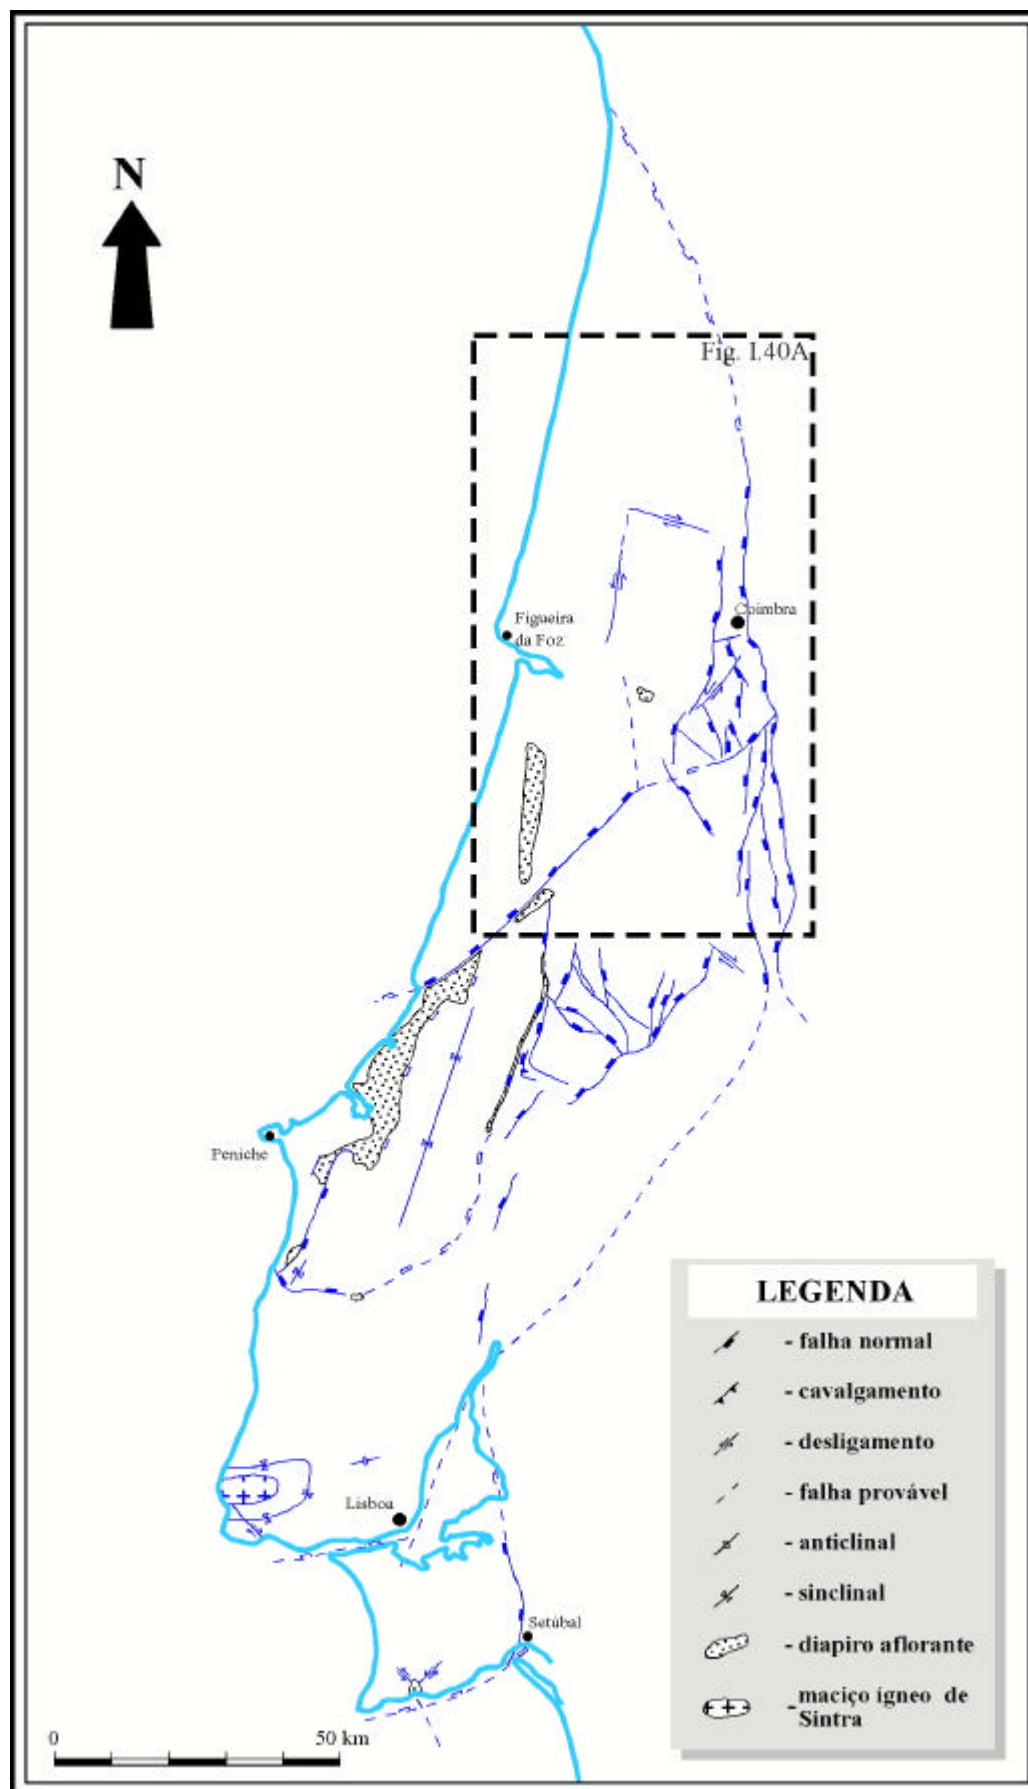 N
Fig. I.40A
Coimbra
Figueira
da Foz
Peniche
LEGENDA
- falha normal
- cavalgamento
- desligamento
- falha provável
- anticlinal
- sinclinal
- diapiro aflorante
- maciço ígneo de
Sintra
Lisboa
Setúbal
0 50 km